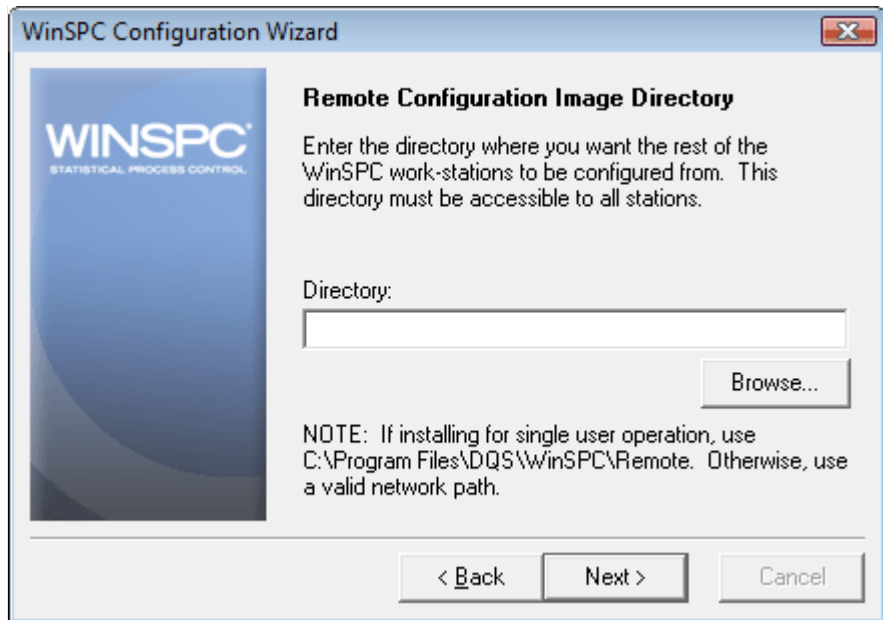 WinSPC Configuration Wizard
WINSPC
STATISTICAL PROCESS CONTROL
Remote Configuration Image Directory
Enter the directory where you want the rest of the
WinSPC work-stations to be configured from.  This
directory must be accessible to all stations.
Directory:
Browse...
NOTE:  If installing for single user operation, use
C:\Program Files\DQS\WinSPC\Remote.  Otherwise, use
a valid network path.
< Back
Next >
Cancel